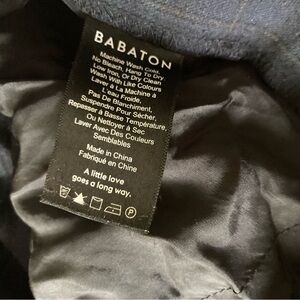 BABATON
Machine Wash Cold,
No Bleach, Hang To Dry
Low Iron, Or Dry Clean
Wash With Like Colours
Laver À La Machine À
L'eau Froide,
Pas De Blanchiment,
Suspendre Pour Sécher,
Repasser à Basse Température,
Ou Nettoyer à Sec
Laver Avec Des Couleurs
Semblables
Made in China
Fabriqué en Chine
A little love
goes a long way.
P